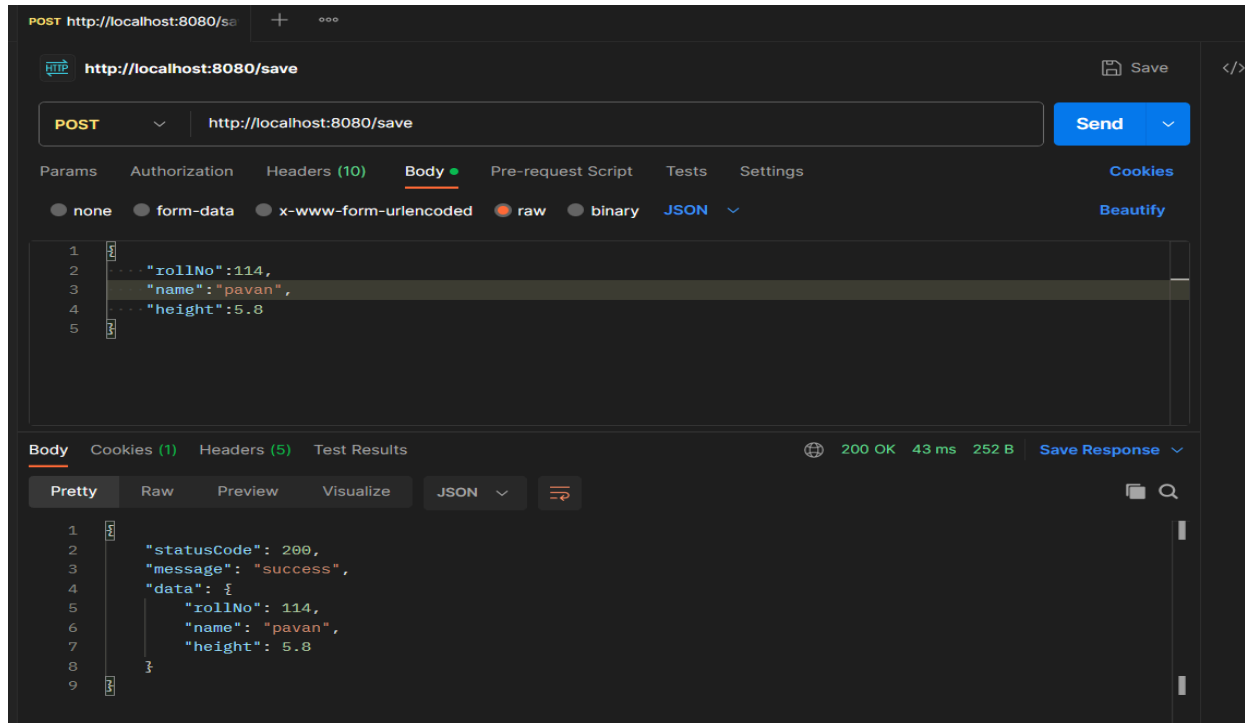 POST http://localhost:8080/sa
HTTP http://localhost:8080/save Save </>
POST http://localhost:8080/save Send
Params Authorization Headers (10) Body Pre-request Script Tests Settings Cookies
none form-data x-www-form-urlencoded raw binary JSON Beautify
1 {
2 "rollNo":114,
3 "name":"pavan",
4 "height":5.8
5 }
Body Cookies (1) Headers (5) Test Results 200 OK 43 ms 252 B Save Response
Pretty Raw Preview Visualize JSON
1 {
2 "statusCode": 200,
3 "message": "success",
4 "data": {
5 "rollNo": 114,
6 "name": "pavan",
7 "height": 5.8
8 }
9 }